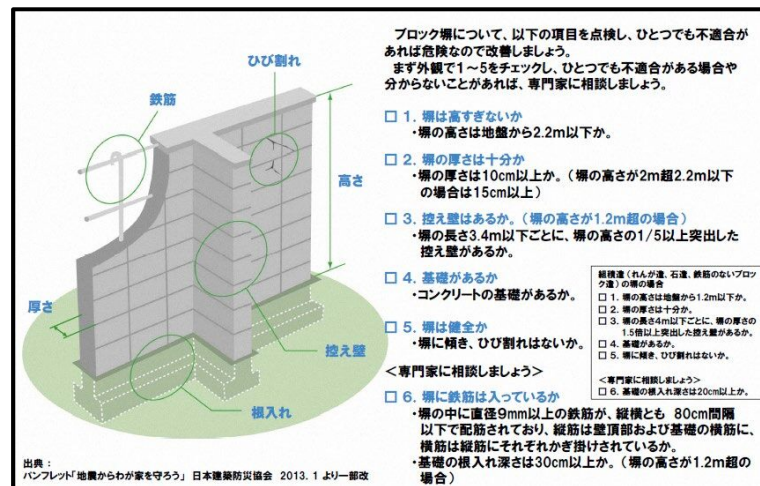 ブロック塀について、以下の項目を点検し、ひとつでも不適合が
あれば危険なので改善しましょう。
まず外観で1～5をチェックし、ひとつでも不適合がある場合や
分からないことがあれば、専門家に相談しましょう。
□ 1. 塀は高すぎないか
・塀の高さは地盤から2.2m以下か。
□ 2. 塀の厚さは十分か
・塀の厚さは10cm以上か。(塀の高さが2m超2.2m以下
の場合は15cm以上)
□ 3. 控え壁はあるか。(塀の高さが1.2m超の場合)
・塀の長さ3.4m以下ごとに、塀の高さの1/5以上突出した
控え壁があるか。
□ 4. 基礎があるか
・コンクリートの基礎があるか。
□ 5. 塀は健全か
・塀に傾き、ひび割れはないか。
<専門家に相談しましょう>
□ 6. 塀に鉄筋は入っているか
・塀の中に直径9mm以上の鉄筋が、縦横とも 80cm間隔
以下で配筋されており、縦筋は壁頂部および基礎の横筋に、
横筋は縦筋にそれぞれかぎ掛けされているか。
・基礎の根入れ深さは30cm以上か。(塀の高さが1.2m超の
場合)
組積造(れんが造、石造、鉄筋のないブロッ
ク造)の塀の場合
□ 1. 塀の高さは地盤から1.2m以下か。
□ 2. 塀の厚さは十分か。
□ 3. 塀の長さ4m以下ごとに、塀の厚さの
1.5倍以上突出した控え壁があるか。
□ 4. 基礎があるか。
□ 5. 塀に傾き、ひび割れはないか。
<専門家に相談しましょう>
□ 6. 基礎の根入れ深さは20cm以上か。
ひび割れ
鉄筋
高さ
厚さ
控え壁
根入れ
出典:
パンフレット「地震からわが家を守ろう」 日本建築防災協会 2013.1 より一部改